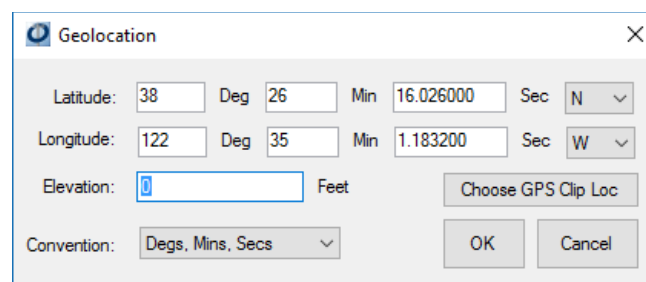 Geolocation
Latitude: 38 Deg 26 Min 16.026000 Sec N
Longitude: 122 Deg 35 Min 1.183200 Sec W
Elevation: 0 Feet Choose GPS Clip Loc
Convention: Degs, Mins, Secs OK Cancel